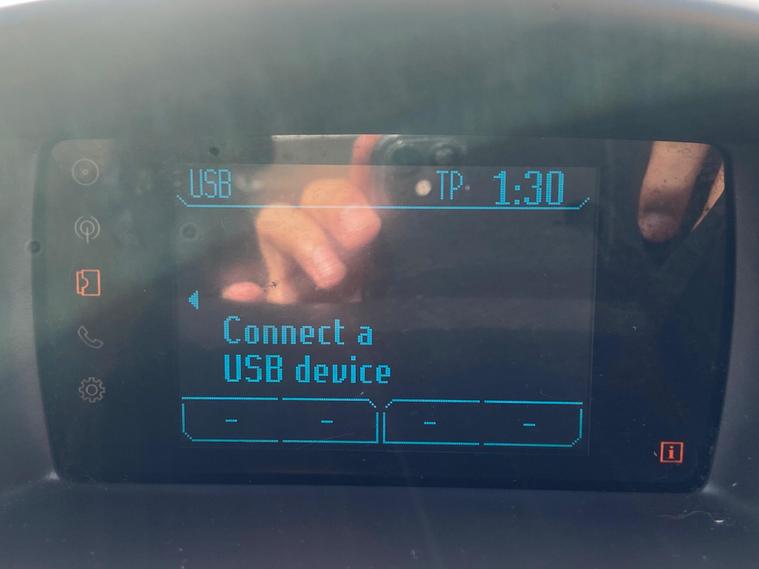 USB TP 1:30
Connect a
USB device
- - - -
i